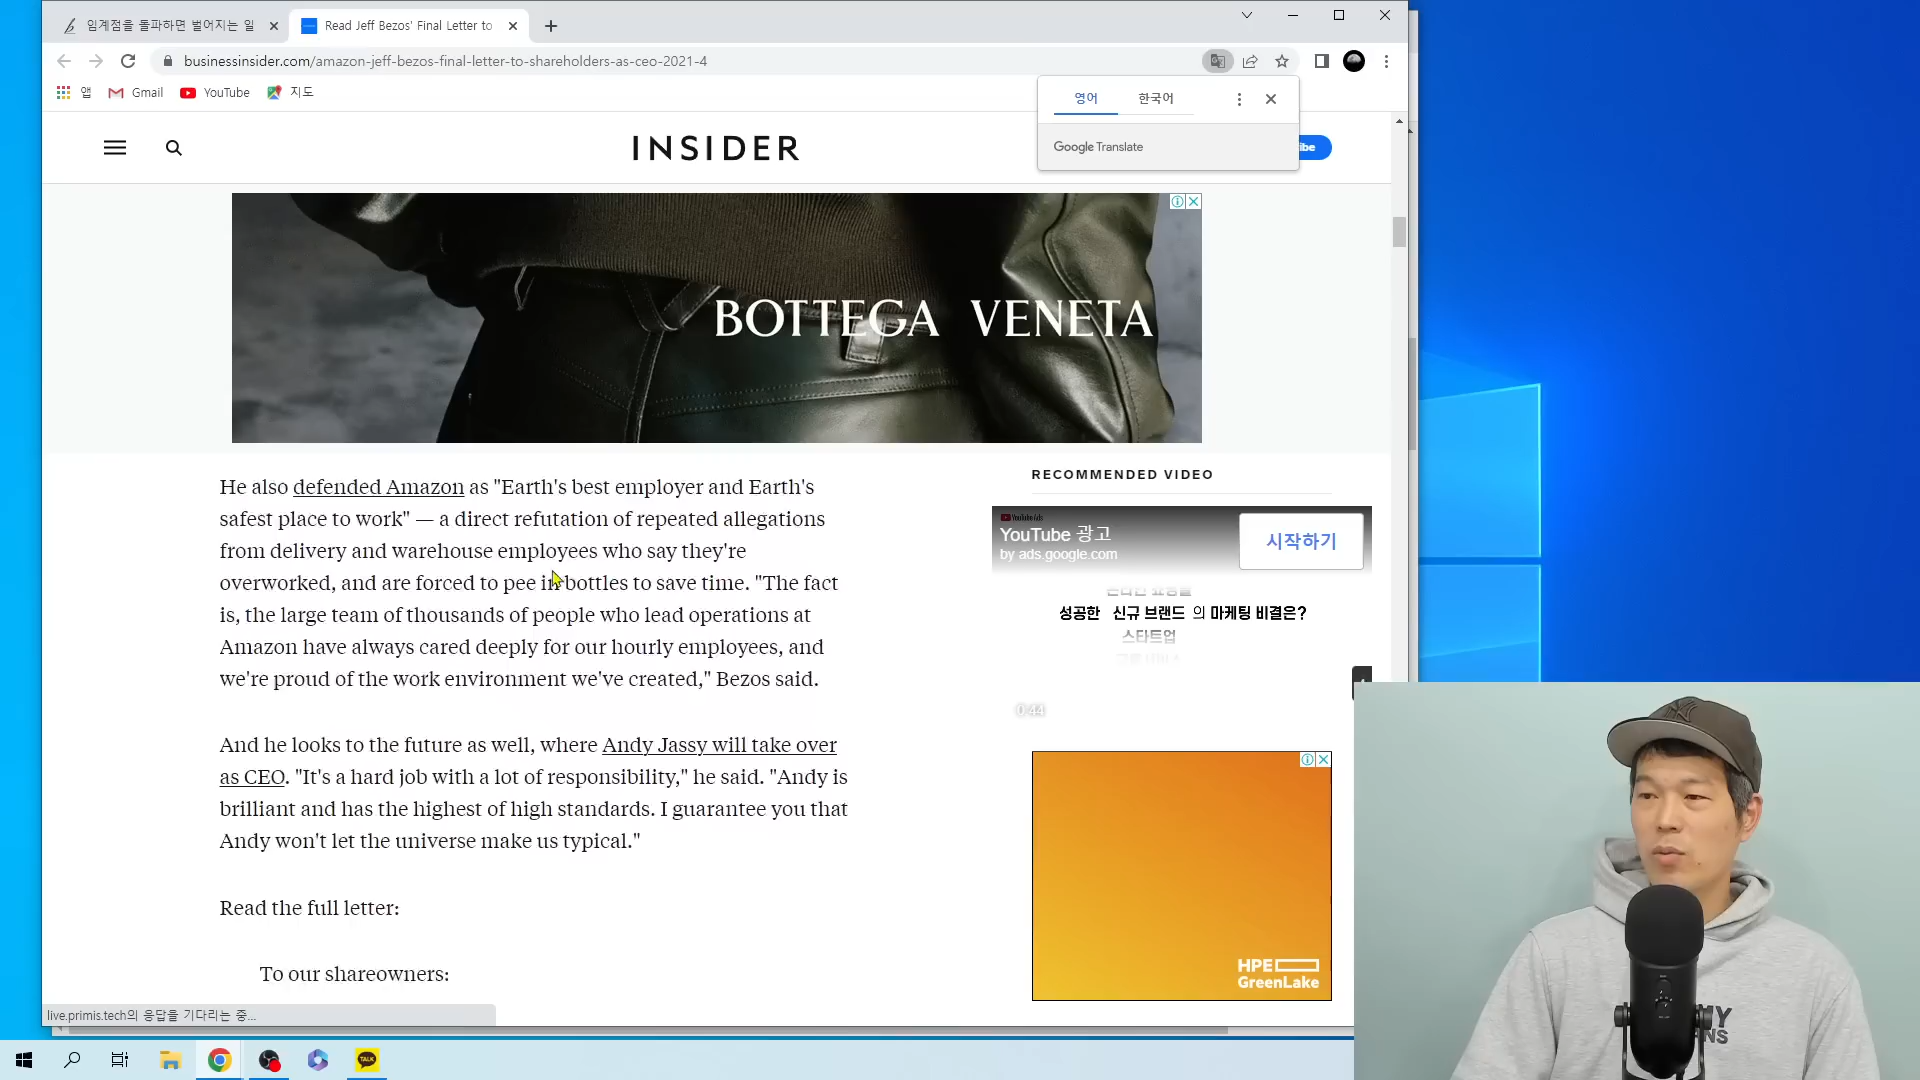 임계점을 돌파하면 벌어지는 일
Read Jeff Bezos' Final Letter to
businessinsider.com/amazon-jeff-bezos-final-letter-to-shareholders-as-ceo-2021-4
앱
Gmail
YouTube
지도
영어
한국어
Google Translate
INSIDER
ibe
BOTTEGA VENETA
He also defended Amazon as "Earth's best employer and Earth's
safest place to work" — a direct refutation of repeated allegations
from delivery and warehouse employees who say they're
overworked, and are forced to pee in bottles to save time. "The fact
is, the large team of thousands of people who lead operations at
Amazon have always cared deeply for our hourly employees, and
we're proud of the work environment we've created," Bezos said.
And he looks to the future as well, where Andy Jassy will take over
as CEO. "It's a hard job with a lot of responsibility," he said. "Andy is
brilliant and has the highest of high standards. I guarantee you that
Andy won't let the universe make us typical."
Read the full letter:
To our shareowners:
RECOMMENDED VIDEO
YouTube Ads
YouTube 광고
by ads.google.com
시작하기
성공한 신규 브랜드 의 마케팅 비결은?
스타트업
0:44
HPE
GreenLake
live.primis.tech의 응답을 기다리는 중...
TALK